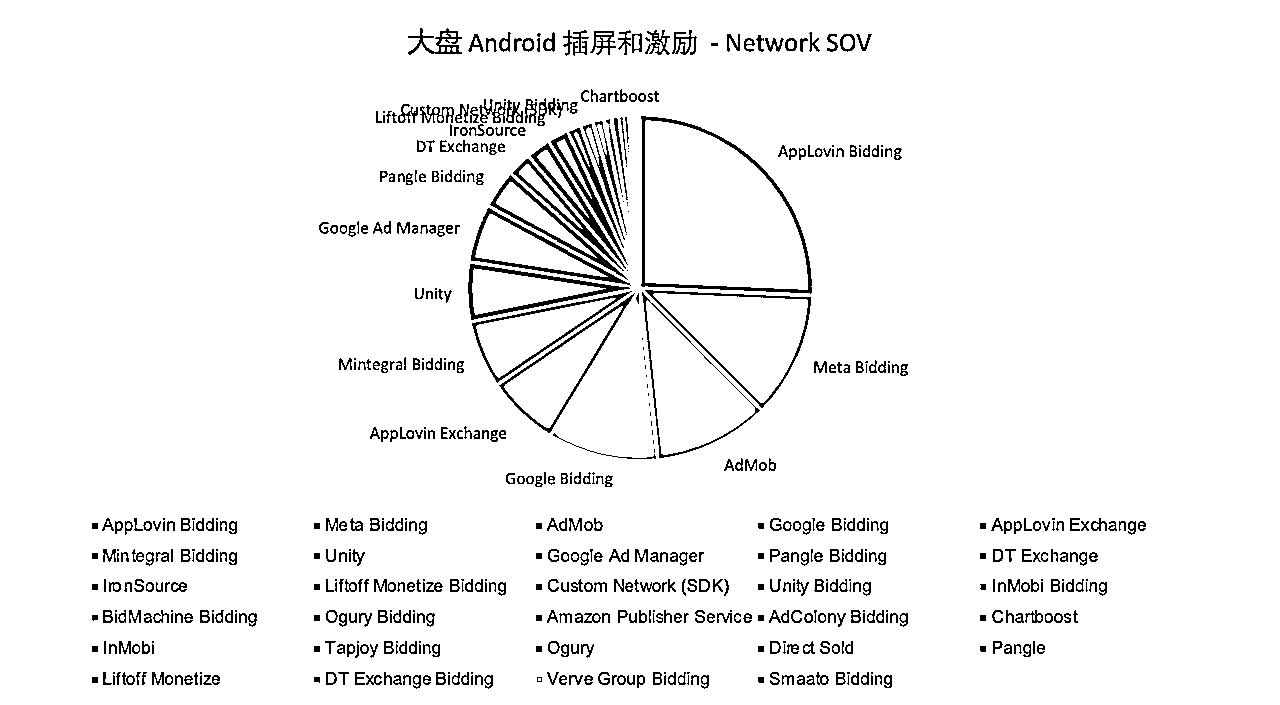 大盘 Android 插屏和激励 - Network SOV
Chartboost
Unity Bidding
Custom Network (SDK)
Liftoff Monetize Bidding
IronSource
DT Exchange
Pangle Bidding
Google Ad Manager
Unity
Mintegral Bidding
AppLovin Exchange
Google Bidding
AdMob
Meta Bidding
AppLovin Bidding
AppLovin Bidding Meta Bidding AdMob Google Bidding AppLovin Exchange
Mintegral Bidding Unity Google Ad Manager Pangle Bidding DT Exchange
IronSource Liftoff Monetize Bidding Custom Network (SDK) Unity Bidding InMobi Bidding
BidMachine Bidding Ogury Bidding Amazon Publisher Service AdColony Bidding Chartboost
InMobi Tapjoy Bidding Ogury Direct Sold Pangle
Liftoff Monetize DT Exchange Bidding Verve Group Bidding Smaato Bidding